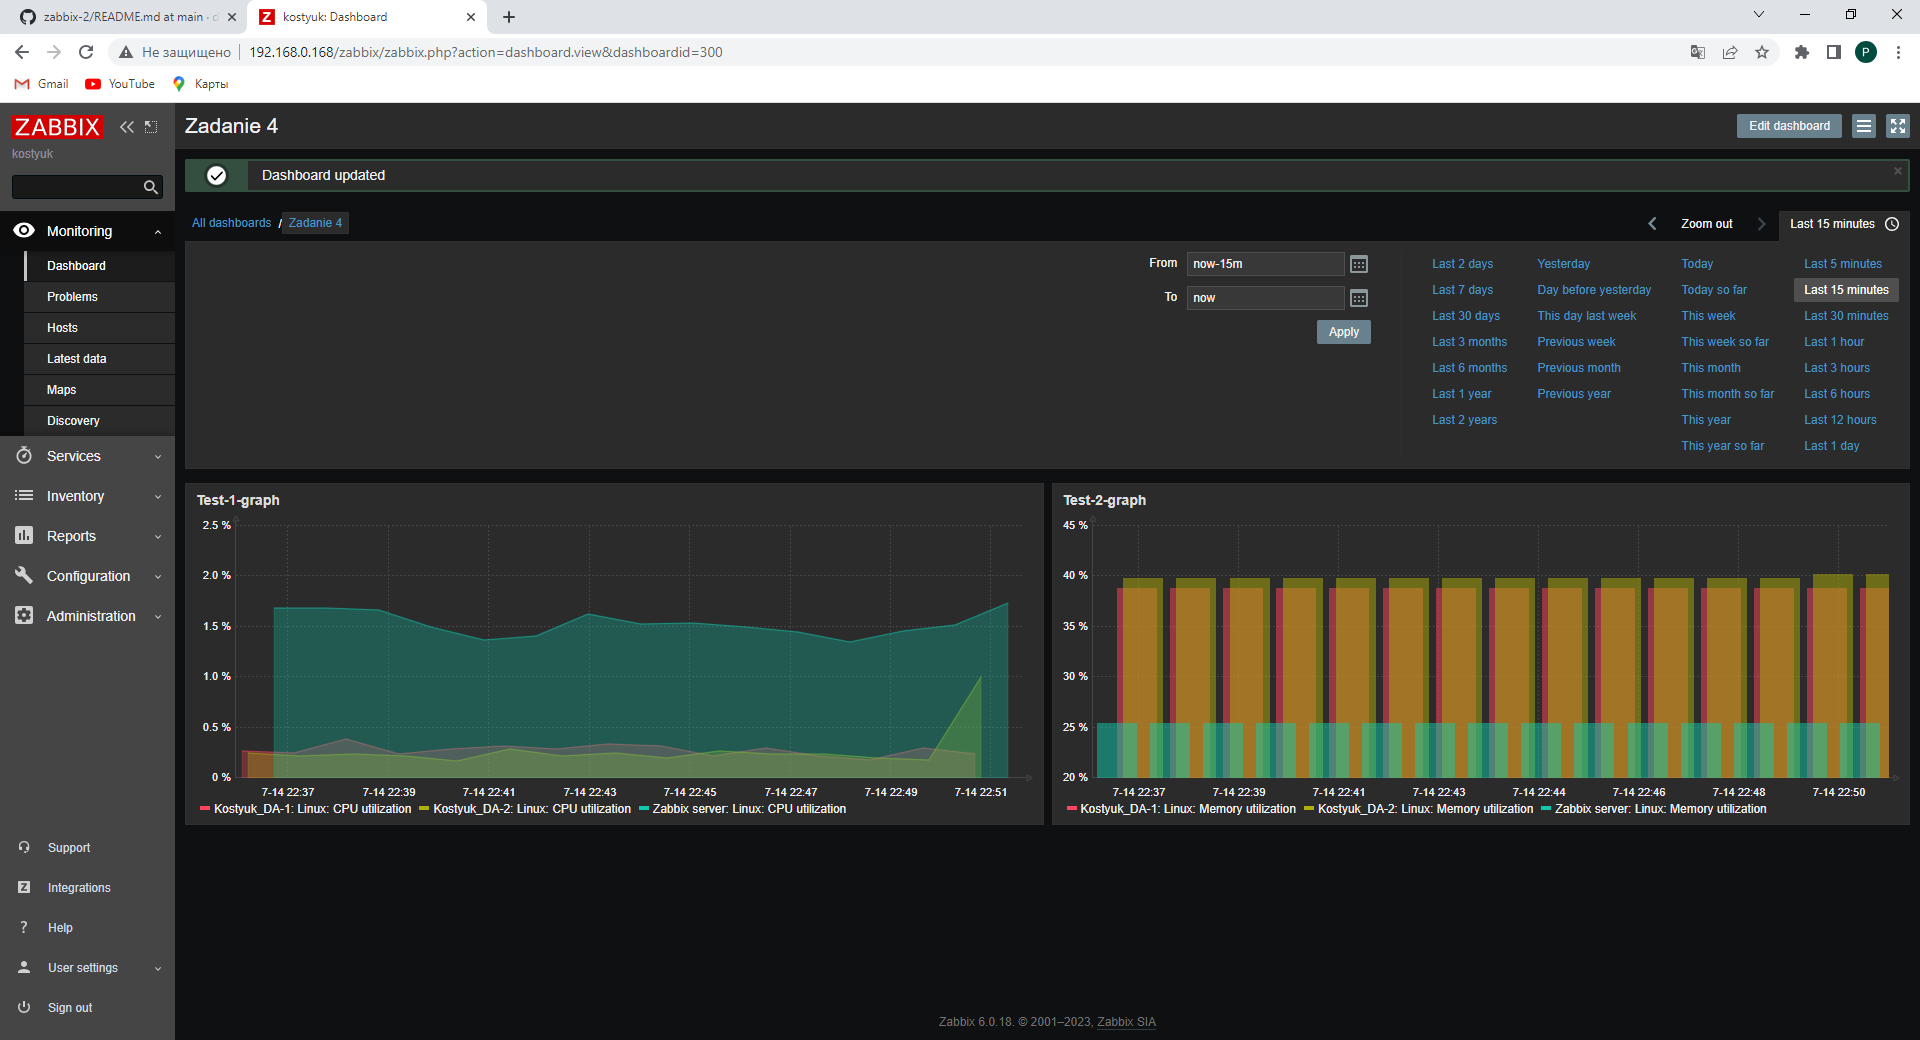 zabbix-2/README.md at main · d
kostyuk: Dashboard
Не защищено
192.168.0.168/zabbix/zabbix.php?action=dashboard.view&dashboardid=300
P
Gmail
YouTube
Карты
ZABBIX
kostyuk
Zadanie 4
Edit dashboard
Dashboard updated
All dashboards / Zadanie 4
Zoom out
Last 15 minutes
Monitoring
Dashboard
Problems
Hosts
Latest data
Maps
Discovery
Services
Inventory
Reports
Configuration
Administration
Support
Integrations
Help
User settings
Sign out
From now-15m
To now
Apply
Last 2 days Yesterday Today Last 5 minutes
Last 7 days Day before yesterday Today so far Last 15 minutes
Last 30 days This day last week This week Last 30 minutes
Last 3 months Previous week This week so far Last 1 hour
Last 6 months Previous month This month Last 3 hours
Last 1 year Previous year This month so far Last 6 hours
Last 2 years This year Last 12 hours
This year so far Last 1 day
Test-1-graph
2.5 %
2.0 %
1.5 %
1.0 %
0.5 %
0 %
7-14 22:37 7-14 22:39 7-14 22:41 7-14 22:43 7-14 22:45 7-14 22:47 7-14 22:49 7-14 22:51
Kostyuk_DA-1: Linux: CPU utilization Kostyuk_DA-2: Linux: CPU utilization Zabbix server: Linux: CPU utilization
Test-2-graph
45 %
40 %
35 %
30 %
25 %
20 %
7-14 22:37 7-14 22:39 7-14 22:41 7-14 22:43 7-14 22:44 7-14 22:46 7-14 22:48 7-14 22:50
Kostyuk_DA-1: Linux: Memory utilization Kostyuk_DA-2: Linux: Memory utilization Zabbix server: Linux: Memory utilization
Zabbix 6.0.18. © 2001–2023, Zabbix SIA